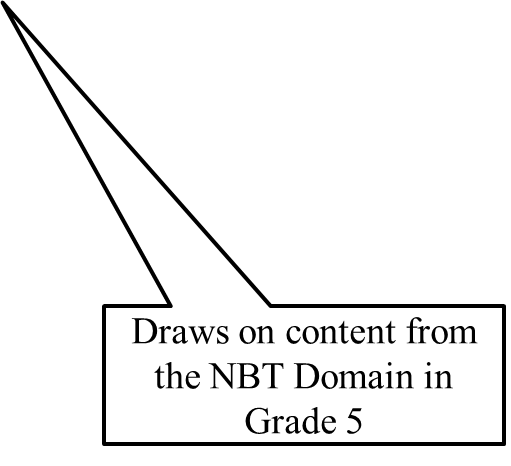 Draws on content from
the NBT Domain in
Grade 5